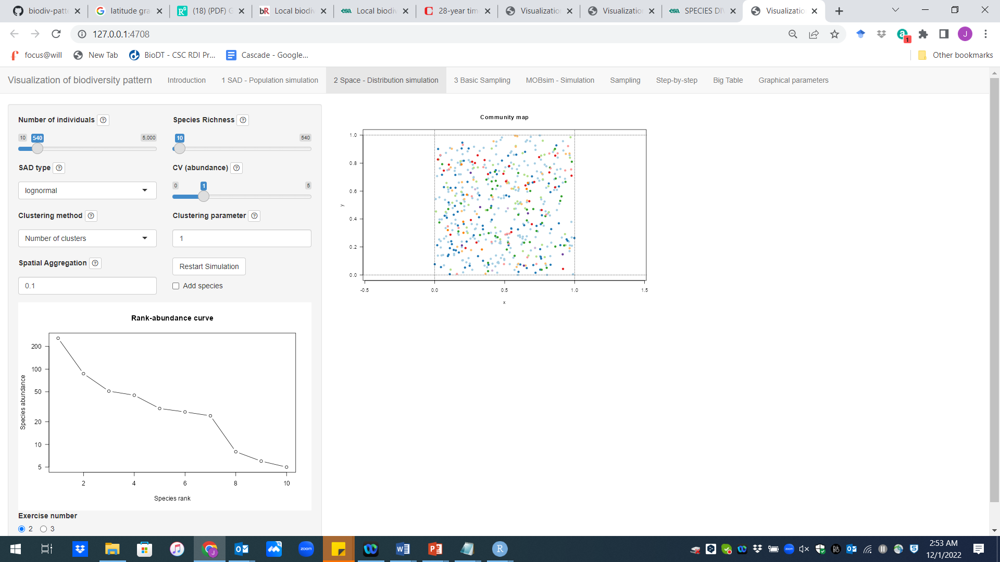 biodiv-patt
latitude gra
(18) (PDF) G
Local biodiv
Local biodiv
28-year tim
Visualizatio
Visualizatio
SPECIES DIV
Visualizatio
127.0.0.1:4708
1
J
focus@will
New Tab
BioDT - CSC RDI Pr...
Cascade - Google...
Other bookmarks
Visualization of biodiversity pattern
Introduction
1 SAD - Population simulation
2 Space - Distribution simulation
3 Basic Sampling
MOBsim - Simulation
Sampling
Step-by-step
Big Table
Graphical parameters
Number of individuals
Species Richness
10 540 5,000
10 540
SAD type
CV (abundance)
lognormal
0 1 5
Clustering method
Clustering parameter
Number of clusters
1
Spatial Aggregation
Restart Simulation
0.1
Add species
Rank-abundance curve
Species abundance
200
100
50
20
10
5
2 4 6 8 10
Species rank
Exercise number
2 3
Community map
y
1.0
0.8
0.6
0.4
0.2
0.0
-0.5 0.0 0.5 1.0 1.5
x
zoom
2:53 AM
12/1/2022